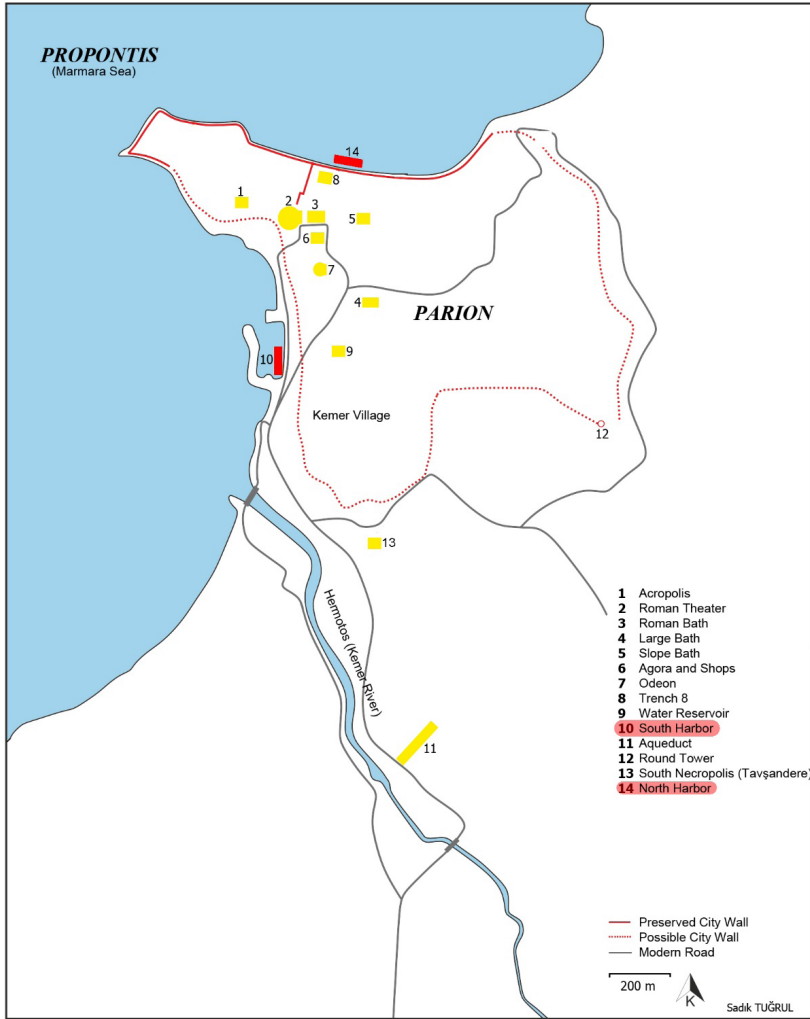 PROPONTIS
(Marmara Sea)
14
8
1
2
3
5
6
7
4
PARION
10
9
Kemer Village
12
13
Hermotos (Kemer River)
11
1 Acropolis
2 Roman Theater
3 Roman Bath
4 Large Bath
5 Slope Bath
6 Agora and Shops
7 Odeon
8 Trench 8
9 Water Reservoir
10 South Harbor
11 Aqueduct
12 Round Tower
13 South Necropolis (Tavşandere)
14 North Harbor
Preserved City Wall
Possible City Wall
Modern Road
200 m
K
Sadık TUĞRUL